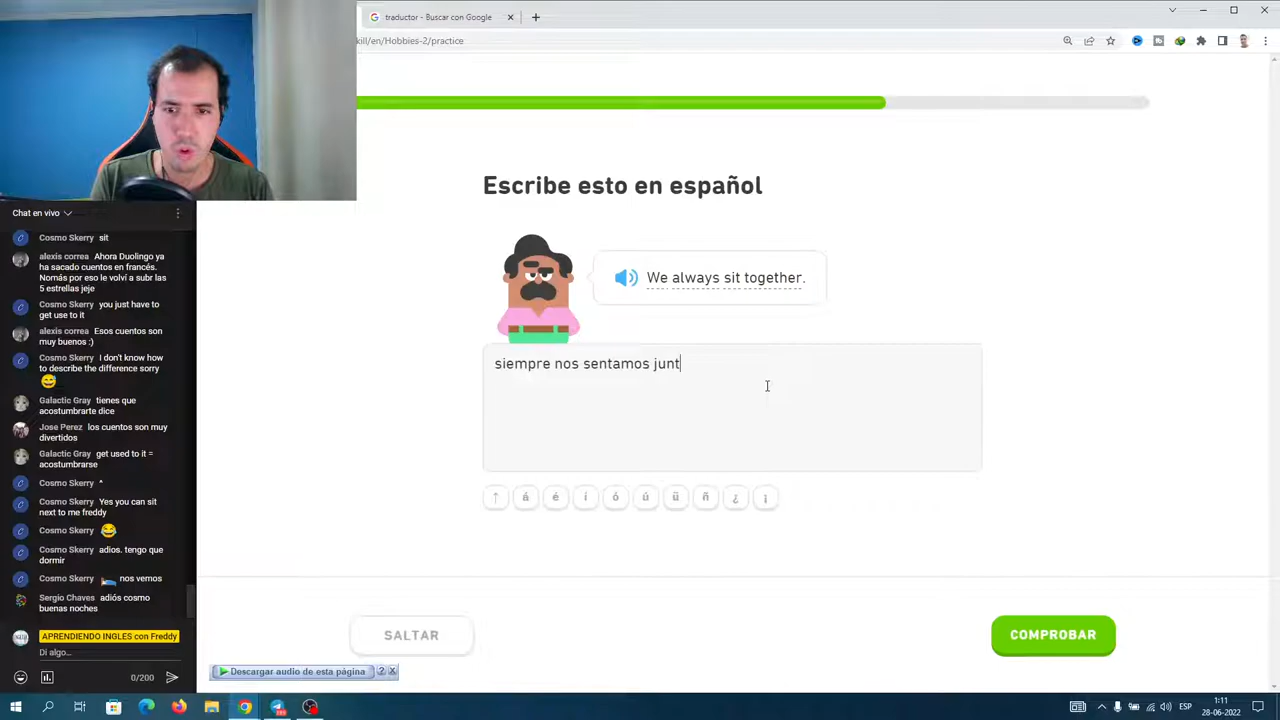 traductor - Buscar con Google
kill/en/Hobbies-2/practice
Escribe esto en español
We always sit together.
siempre nos sentamos junt
↑ á é í ó ú ü ñ ¿ ¡
SALTAR
COMPROBAR
Descargar audio de esta página ? X
Chat en vivo
Cosmo Skerry sit
alexis correa Ahora Duolingo ya
ha sacado cuentos en francés.
Nomás por eso le volví a subr las
5 estrellas jeje
Cosmo Skerry you just have to
get use to it
alexis correa Esos cuentos son
muy buenos :)
Cosmo Skerry I don't know how
to describe the difference sorry
Galactic Gray tienes que
acostumbrarte dice
Jose Perez los cuentos son muy
divertidos
Galactic Gray get used to it =
acostumbrarse
Cosmo Skerry ^
Cosmo Skerry Yes you can sit
next to me freddy
Cosmo Skerry
Cosmo Skerry adios. tengo que
dormir
Cosmo Skerry nos vemos
Sergio Chaves adiós cosmo
buenas noches
APRENDIENDO INGLES con Freddy
Di algo...
0/200
ESP
1:11
28-06-2022